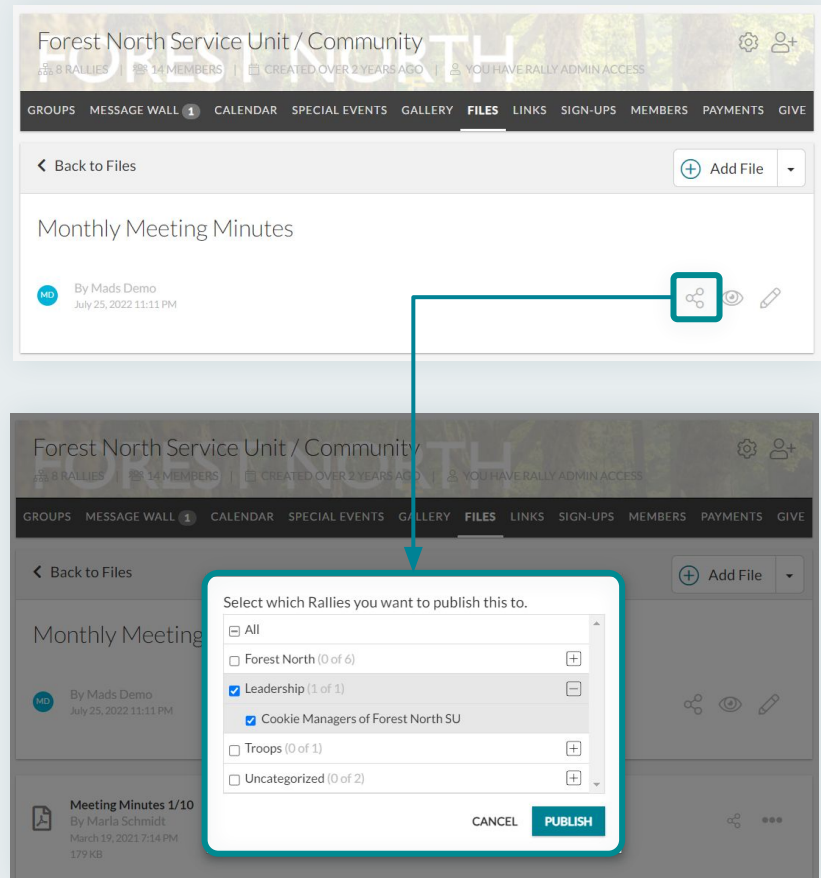 FOREST NORTH
Forest North Service Unit / Community
8 RALLIES | 14 MEMBERS | CREATED OVER 2 YEARS AGO | YOU HAVE RALLY ADMIN ACCESS
GROUPS MESSAGE WALL 1 CALENDAR SPECIAL EVENTS GALLERY FILES LINKS SIGN-UPS MEMBERS PAYMENTS GIVE
Back to Files
Add File
Monthly Meeting Minutes
MD
By Mads Demo
July 25, 2022 11:11 PM
FOREST NORTH
Forest North Service Unit / Community
8 RALLIES | 14 MEMBERS | CREATED OVER 2 YEARS AGO | YOU HAVE RALLY ADMIN ACCESS
GROUPS MESSAGE WALL 1 CALENDAR SPECIAL EVENTS GALLERY FILES LINKS SIGN-UPS MEMBERS PAYMENTS GIVE
Back to Files
Add File
Monthly Meeting
MD
By Mads Demo
July 25, 2022 11:11 PM
Select which Rallies you want to publish this to.
All
Forest North (0 of 6)
Leadership (1 of 1)
Cookie Managers of Forest North SU
Troops (0 of 1)
Uncategorized (0 of 2)
CANCEL PUBLISH
Meeting Minutes 1/10
By Marla Schmidt
March 19, 2021 7:14 PM
179 KB